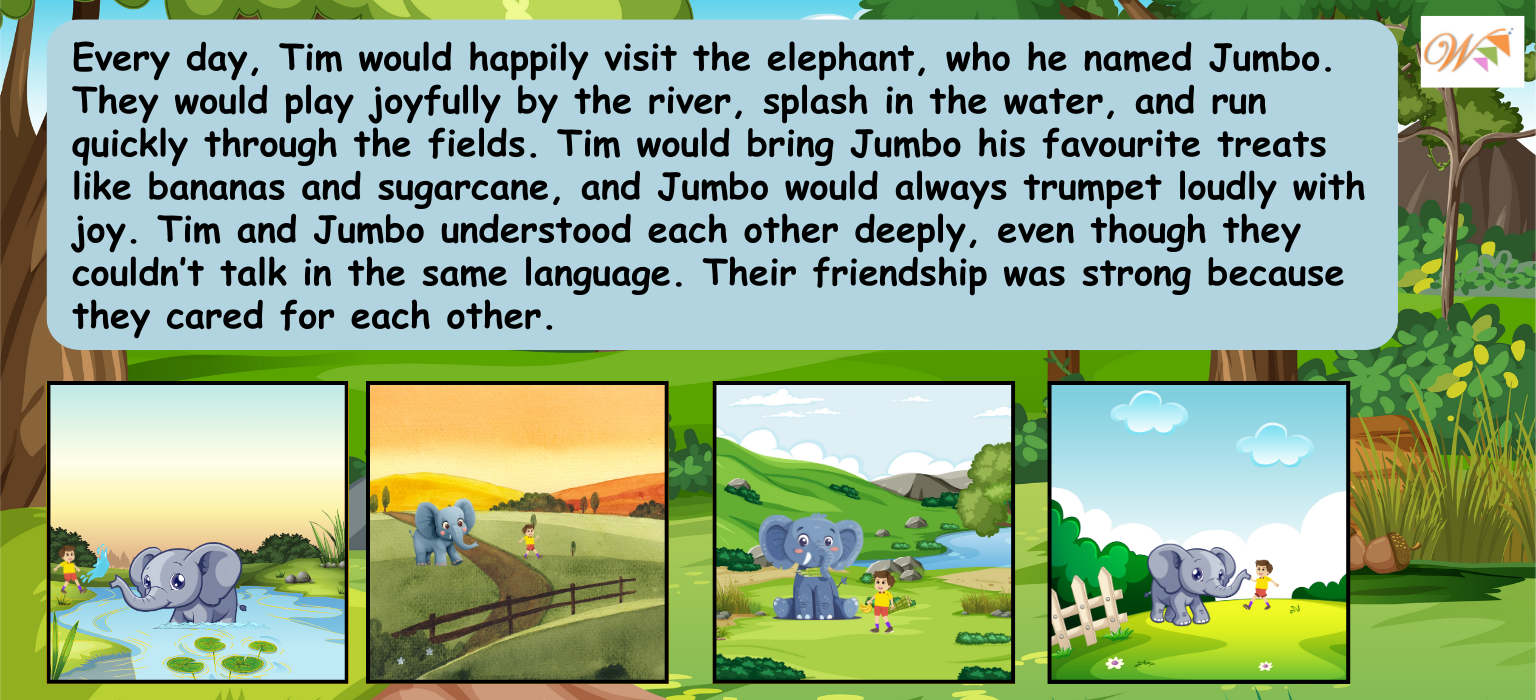 Every day, Tim would happily visit the elephant, who he named Jumbo.
They would play joyfully by the river, splash in the water, and run
quickly through the fields. Tim would bring Jumbo his favourite treats
like bananas and sugarcane, and Jumbo would always trumpet loudly with
joy. Tim and Jumbo understood each other deeply, even though they
couldn't talk in the same language. Their friendship was strong because
they cared for each other.
W